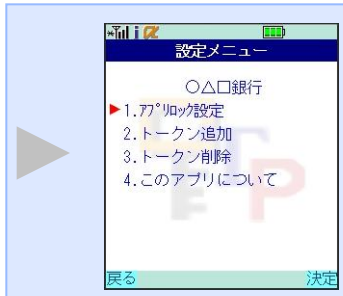 設定メニュー
○△□銀行
1.ｱﾌﾟﾘﾛｯｸ設定
2.トークン追加
3.トークン削除
4.このアプリについて
戻る
決定